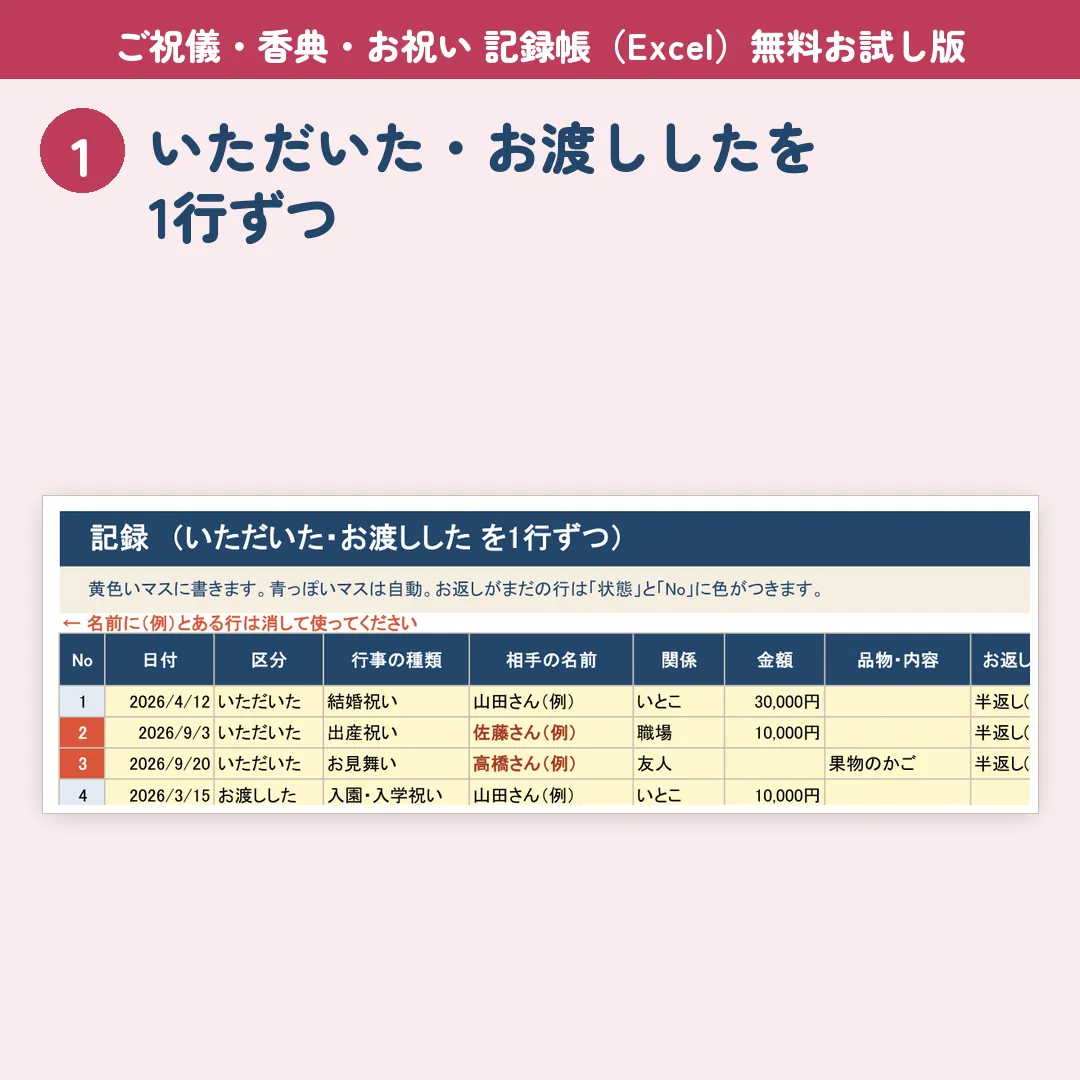 ご祝儀・香典・お祝い 記録帳（Excel）無料お試し版
1 いただいた・お渡ししたを
1行ずつ
記録 （いただいた・お渡しした を1行ずつ）
黄色いマスに書きます。青っぽいマスは自動。お返しがまだの行は「状態」と「No」に色がつきます。
← 名前に（例）とある行は消して使ってください
No 日付 区分 行事の種類 相手の名前 関係 金額 品物・内容 お返し
1 2026/4/12 いただいた 結婚祝い 山田さん（例） いとこ 30,000円 半返し（
2 2026/9/3 いただいた 出産祝い 佐藤さん（例） 職場 10,000円 半返し（
3 2026/9/20 いただいた お見舞い 高橋さん（例） 友人 果物のかご 半返し（
4 2026/3/15 お渡しした 入園・入学祝い 山田さん（例） いとこ 10,000円